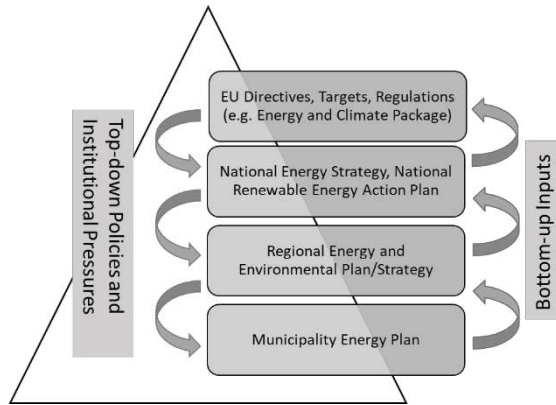 Top-down Policies and
Institutional Pressures
EU Directives, Targets, Regulations
(e.g. Energy and Climate Package)
National Energy Strategy, National
Renewable Energy Action Plan
Regional Energy and
Environmental Plan/Strategy
Municipality Energy Plan
Bottom-up Inputs